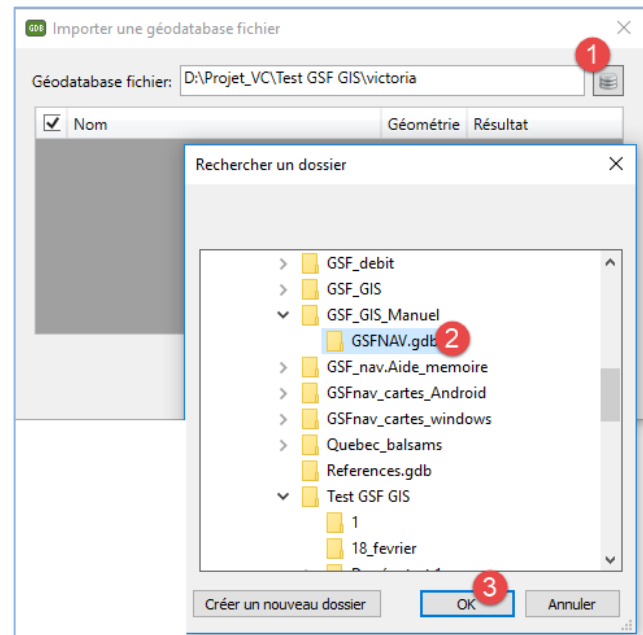 GDB Importer une géodatabase fichier
1
Géodatabase fichier: D:\Projet_VC\Test GSF GIS\victoria
Nom Géométrie Résultat
Rechercher un dossier
GSF_debit
GSF_GIS
GSF_GIS_Manuel
GSFNAV.gdb 2
GSF_nav.Aide_memoire
GSFnav_cartes_Android
GSFnav_cartes_windows
Quebec_balsams
References.gdb
Test GSF GIS
1
18_fevrier
3
Créer un nouveau dossier OK Annuler